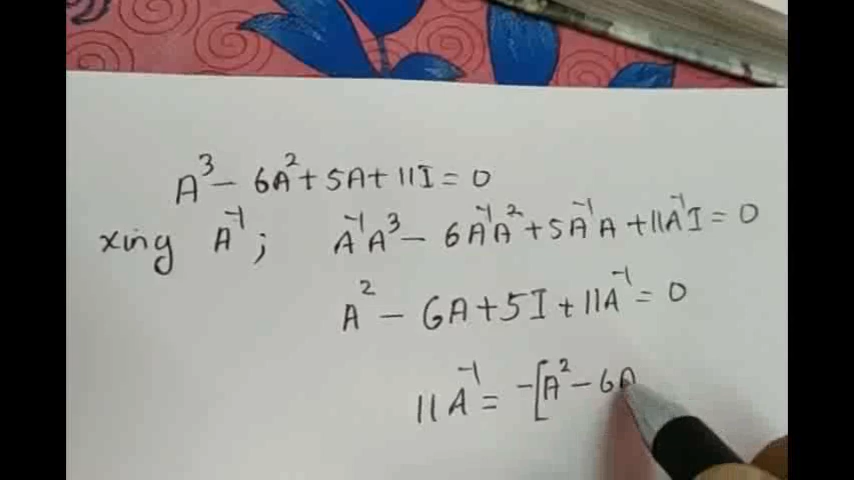 A³ - 6A² + 5A + 11I = 0
xing A⁻¹; A⁻¹A³ - 6A⁻¹A² + 5A⁻¹A + 11A⁻¹I = 0
A² - 6A + 5I + 11A⁻¹ = 0
11A⁻¹ = -[A² - 6A